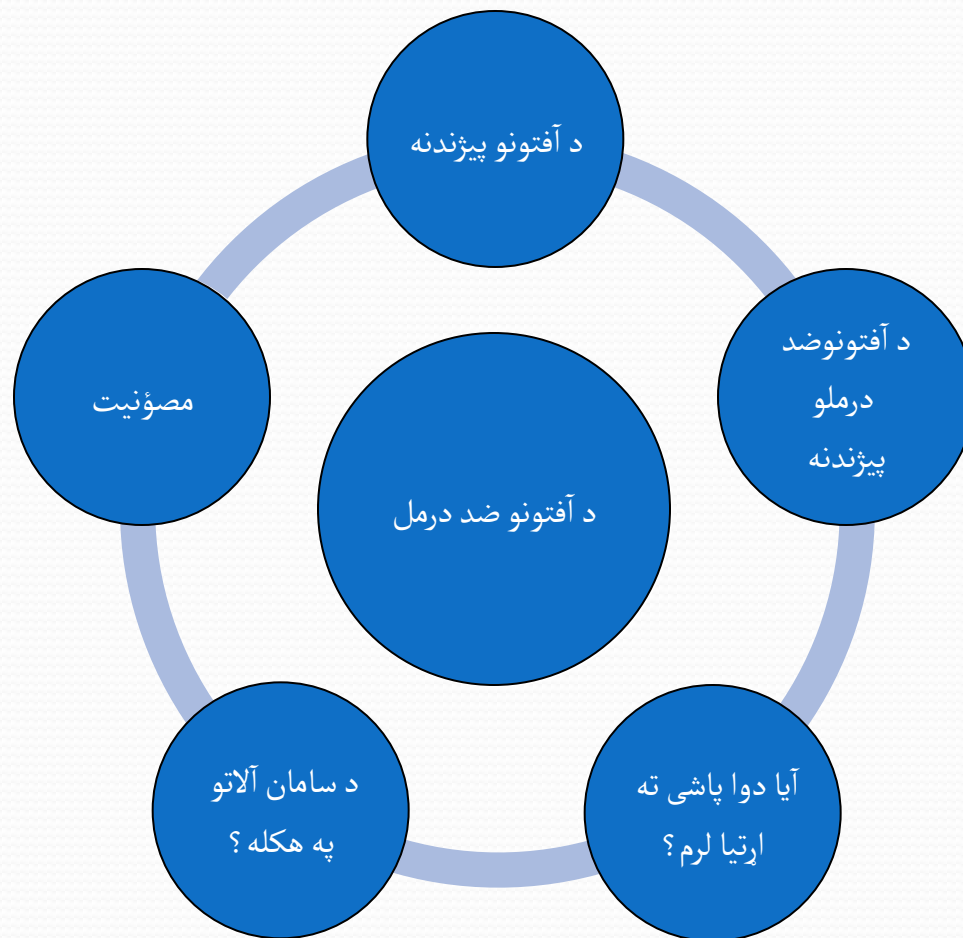 د آفتونو پیژندنه
د آفتونوضد
درملو
پیژندنه
آیا دوا پاشی ته
اړتیا لرم ؟
د سامان آلاتو
په هکله ؟
مصؤنیت
د آفتونو ضد درمل